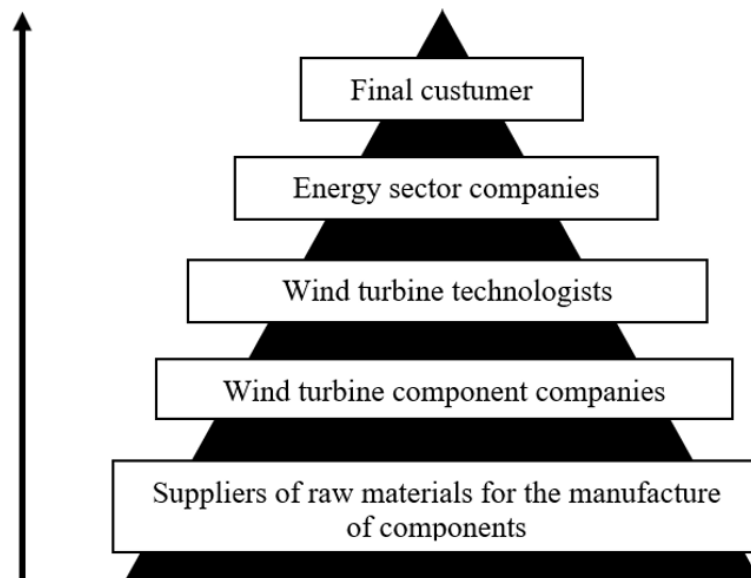 Final custumer
Energy sector companies
Wind turbine technologists
Wind turbine component companies
Suppliers of raw materials for the manufacture
of components